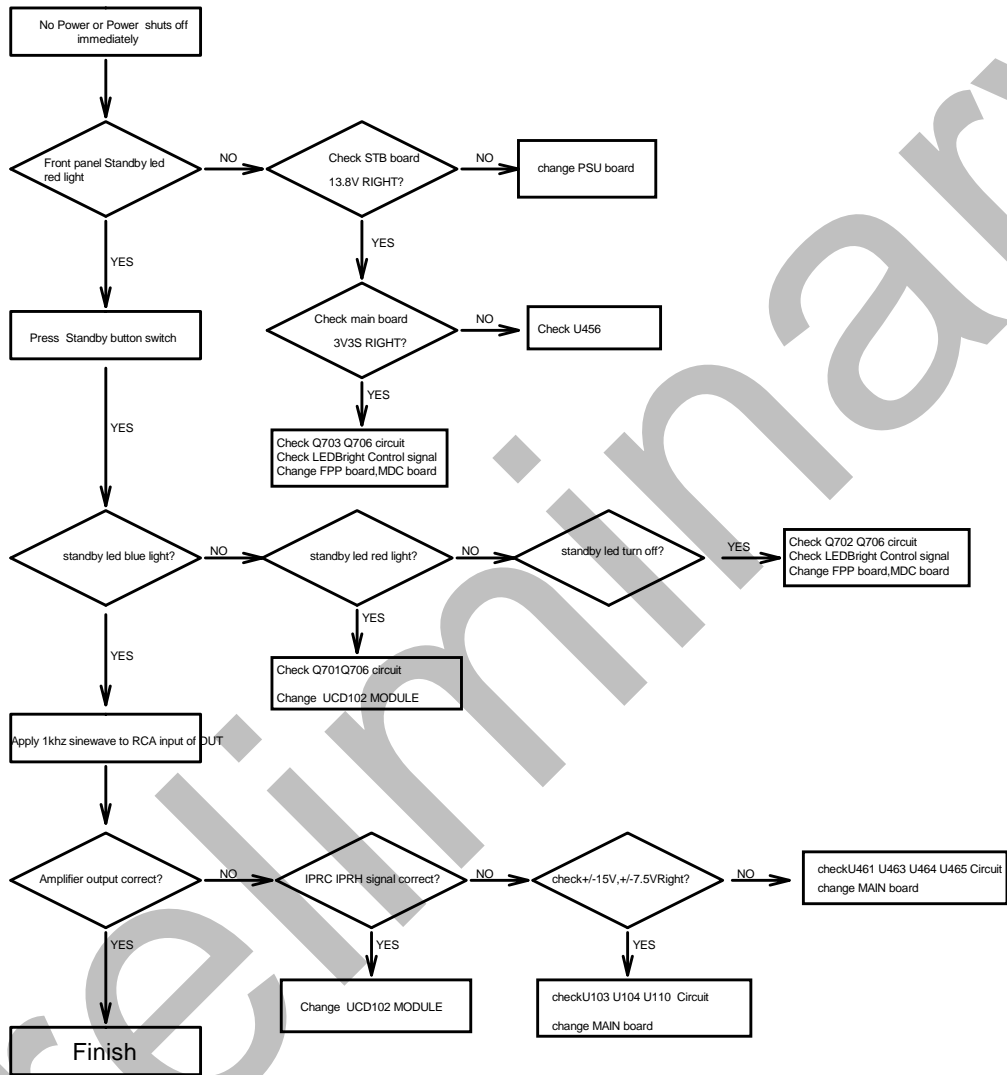 No Power or Power shuts off
immediately
Front panel Standby led
red light
NO
Check STB board
13.8V RIGHT?
NO
change PSU board
YES
YES
Press Standby button switch
Check main board
3V3S RIGHT?
NO
Check U456
YES
YES
Check Q703 Q706 circuit
Check LEDBright Control signal
Change FPP board,MDC board
standby led blue light?
NO
standby led red light?
NO
standby led turn off?
YES
Check Q702 Q706 circuit
Check LEDBright Control signal
Change FPP board,MDC board
YES
YES
Check Q701Q706 circuit
Change UCD102 MODULE
Apply 1khz sinewave to RCA input of DUT
Amplifier output correct?
NO
IPRC IPRH signal correct?
NO
check+/-15V,+/-7.5VRight?
NO
checkU461 U463 U464 U465 Circuit
change MAIN board
YES
YES
YES
Change UCD102 MODULE
checkU103 U104 U110 Circuit
change MAIN board
Finish
reliminary